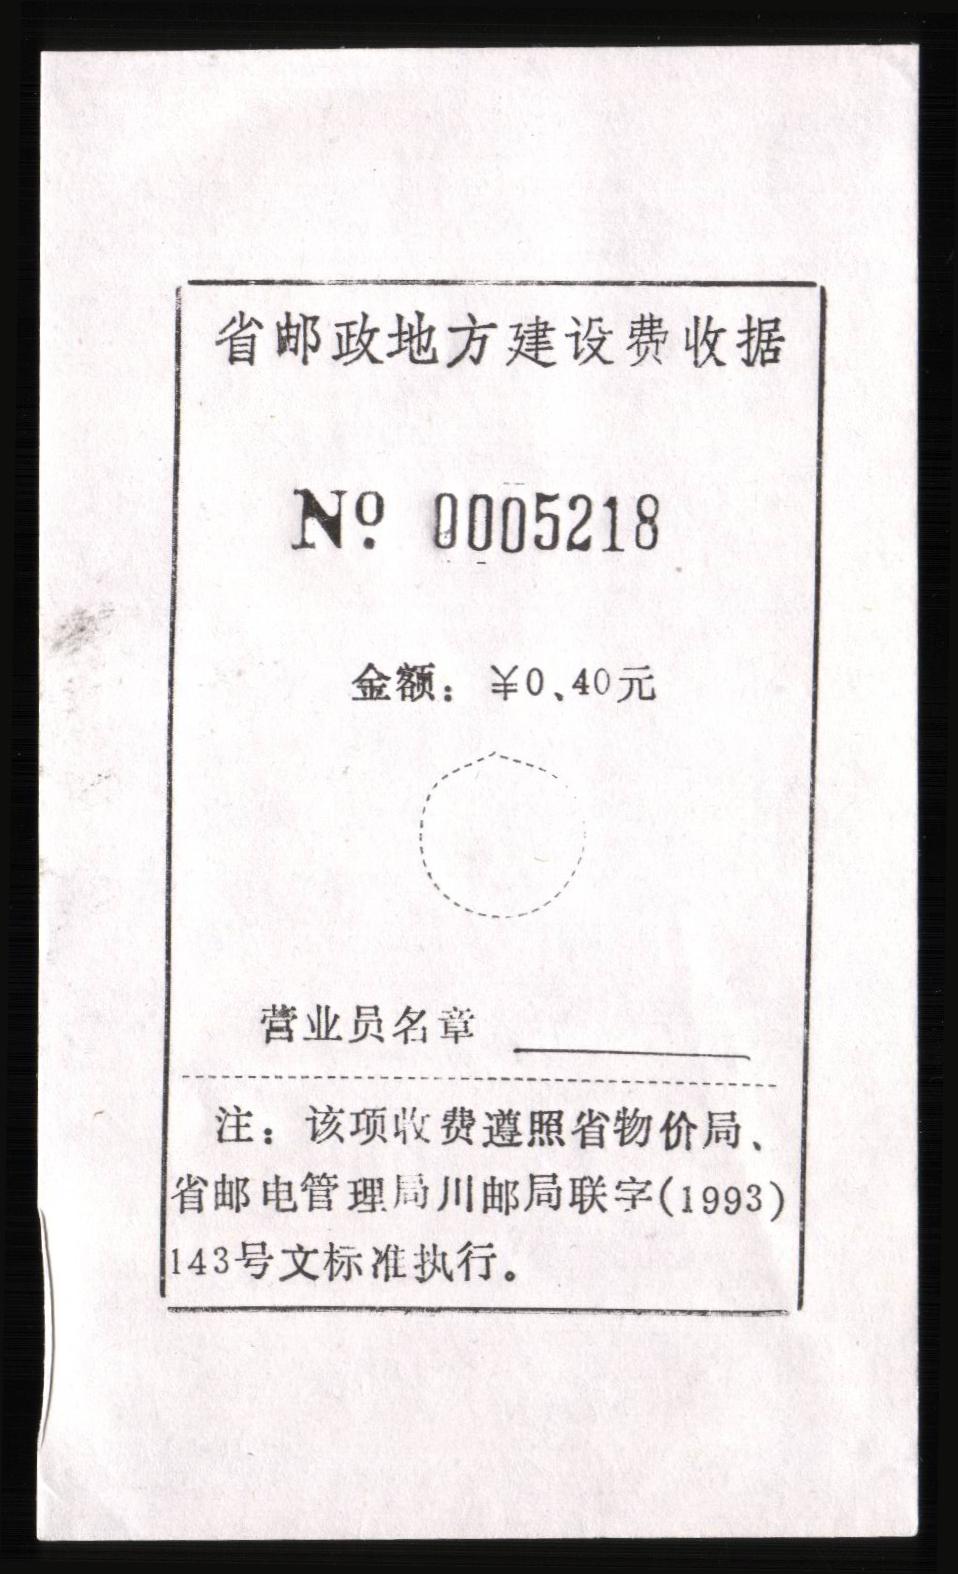 省邮政地方建设费收据
№ 0005218
金额：¥0、40元
营业员名章
注：该项收费遵照省物价局、
省邮电管理局川邮局联字(1993)
143号文标准执行。